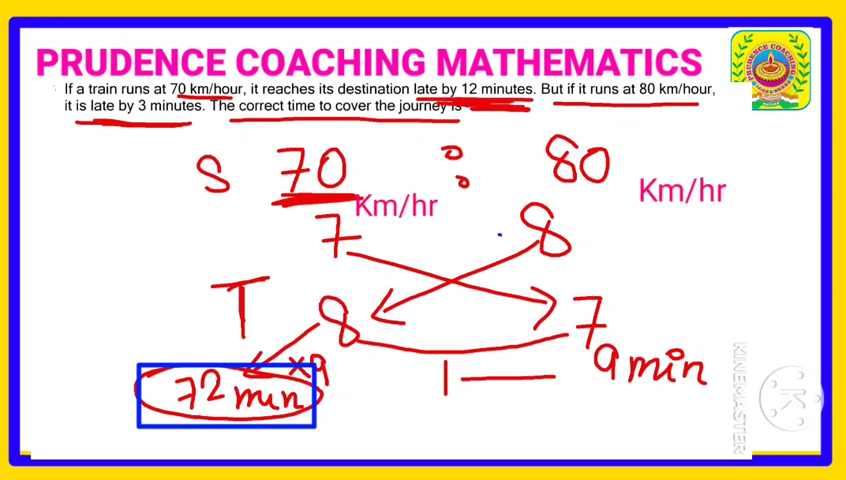 PRUDENCE COACHING MATHEMATICS
If a train runs at 70 km/hour, it reaches its destination late by 12 minutes. But if it runs at 80 km/hour,
it is late by 3 minutes. The correct time to cover the journey is
S 70 : 80
Km/hr Km/hr
7 8
T 8 7
×9
72 min 1 9 min
PRUDENCE COACHING
KINEMASTER